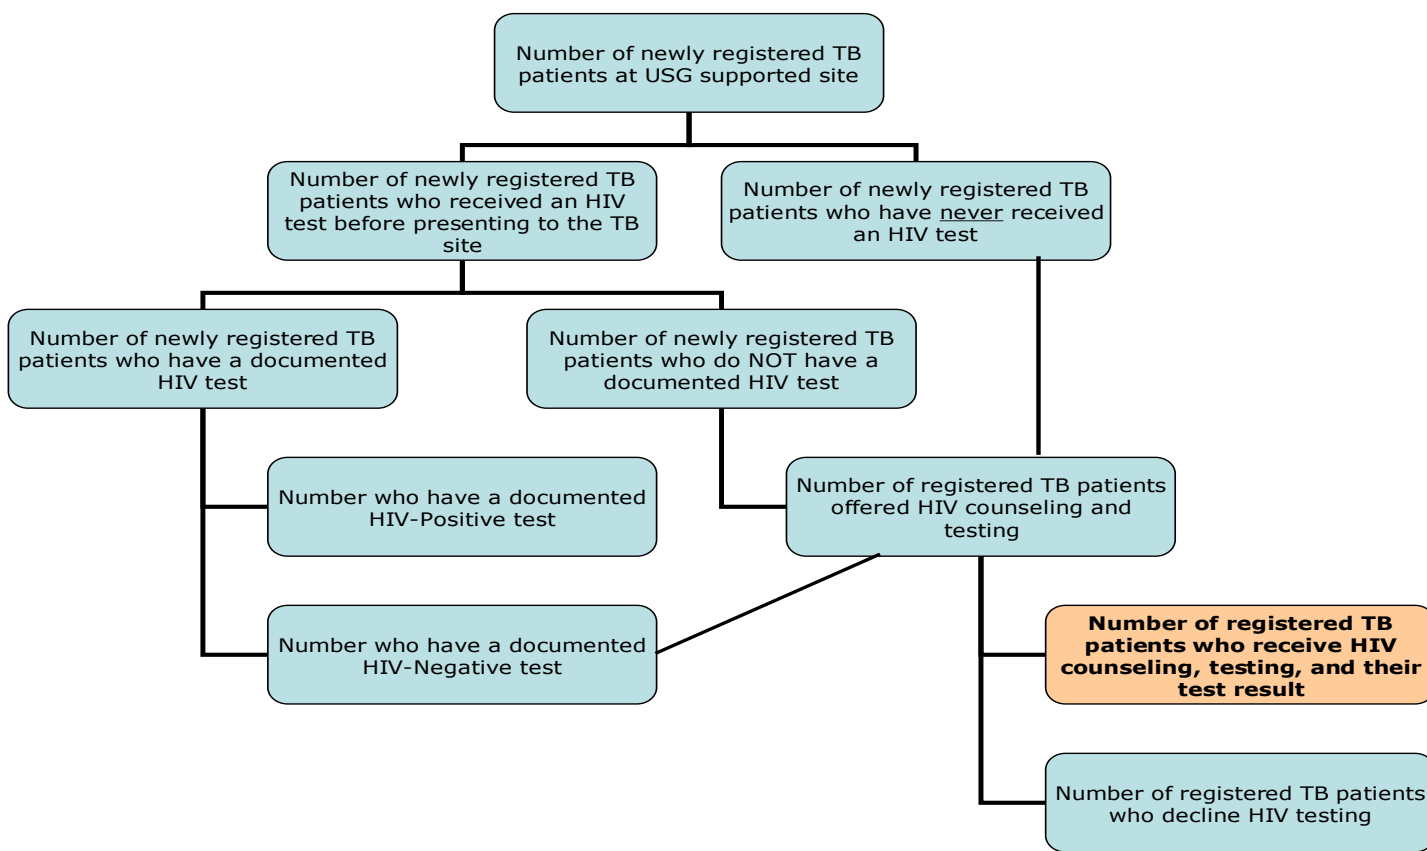 Number of newly registered TB
patients at USG supported site
Number of newly registered TB
patients who received an HIV
test before presenting to the TB
site
Number of newly registered TB
patients who have never received
an HIV test
Number of newly registered TB
patients who have a documented
HIV test
Number of newly registered TB
patients who do NOT have a
documented HIV test
Number who have a documented
HIV-Positive test
Number of registered TB patients
offered HIV counseling and
testing
Number who have a documented
HIV-Negative test
Number of registered TB
patients who receive HIV
counseling, testing, and their
test result
Number of registered TB patients
who decline HIV testing